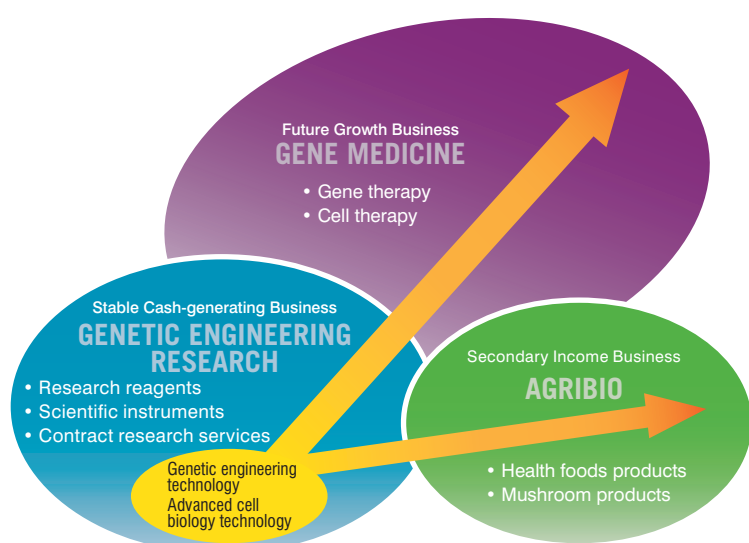 Future Growth Business
GENE MEDICINE
• Gene therapy
• Cell therapy
Stable Cash-generating Business
GENETIC ENGINEERING
RESEARCH
• Research reagents
• Scientific instruments
• Contract research services
Genetic engineering
technology
Advanced cell
biology technology
Secondary Income Business
AGRIBIO
• Health foods products
• Mushroom products